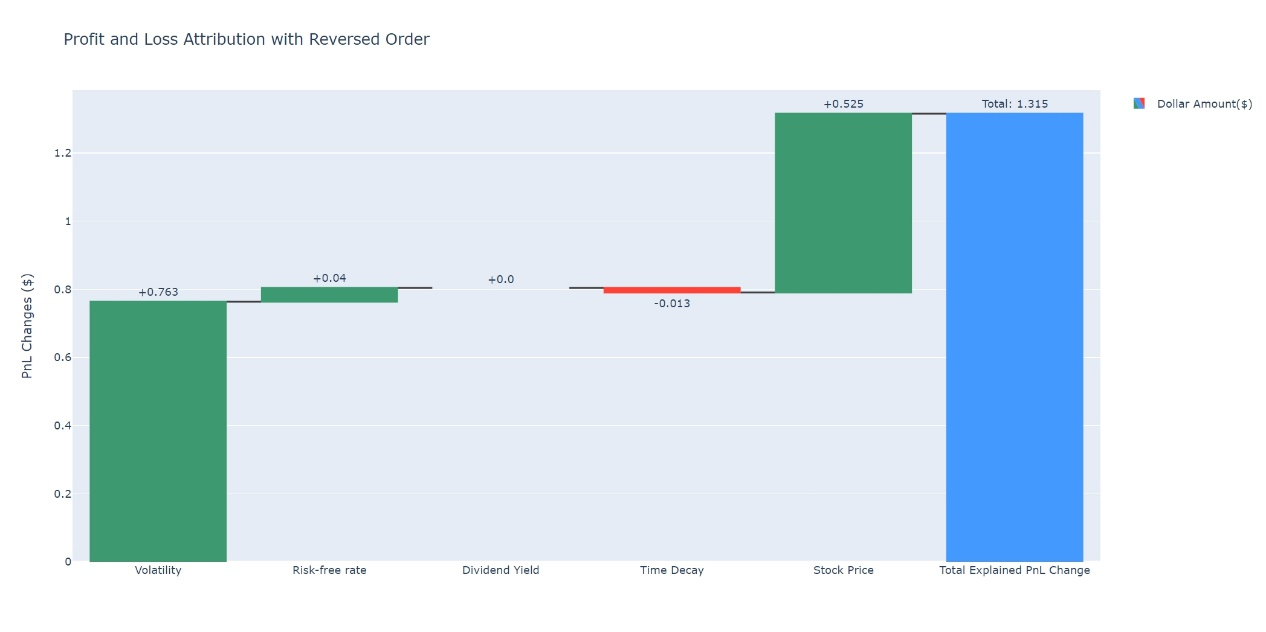 Profit and Loss Attribution with Reversed Order
Dollar Amount($)
PnL Changes ($)
1.2
1
0.8
0.6
0.4
0.2
0
+0.763
+0.04
+0.0
-0.013
+0.525
Total: 1.315
Volatility
Risk-free rate
Dividend Yield
Time Decay
Stock Price
Total Explained PnL Change